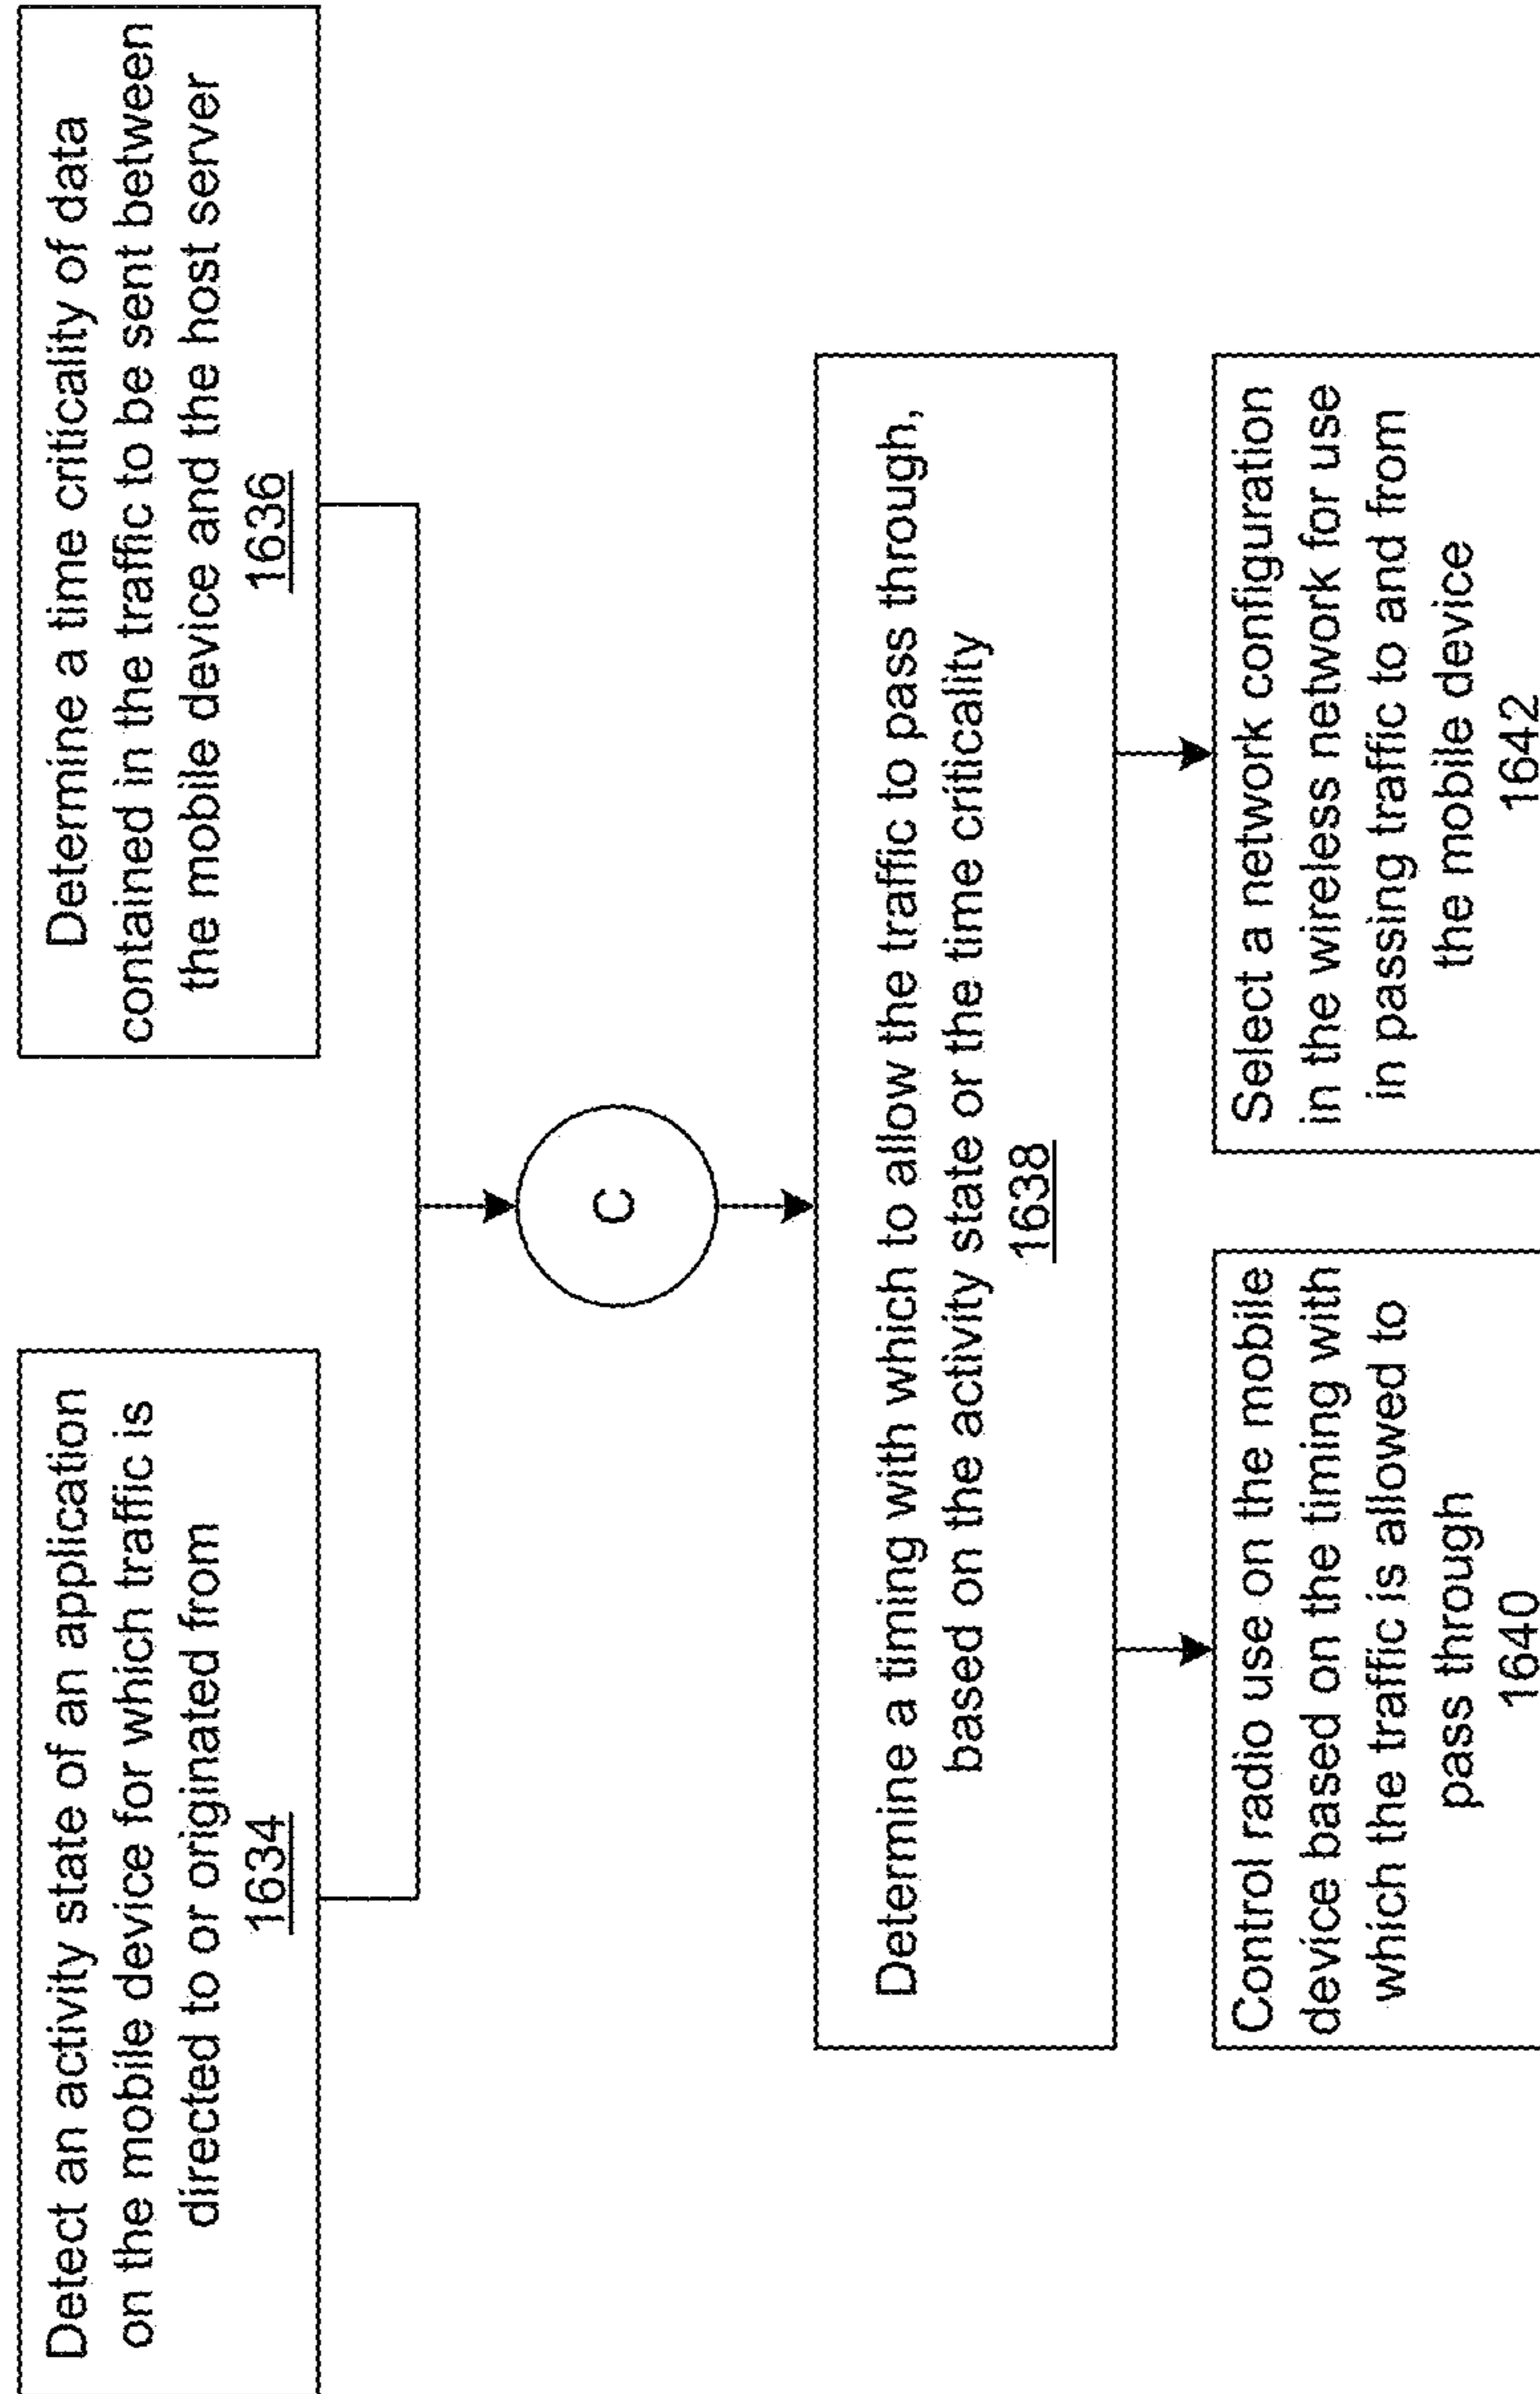 Detect an activity state of an application
on the mobile device for which traffic is
directed to or originated from
1634
Determine a time criticality of data
contained in the traffic to be sent between
the mobile device and the host server
1636
C
Determine a timing with which to allow the traffic to pass through,
based on the activity state or the time criticality
1638
Control radio use on the mobile
device based on the timing with
which the traffic is allowed to
pass through
1640
Select a network configuration
in the wireless network for use
in passing traffic to and from
the mobile device
1642